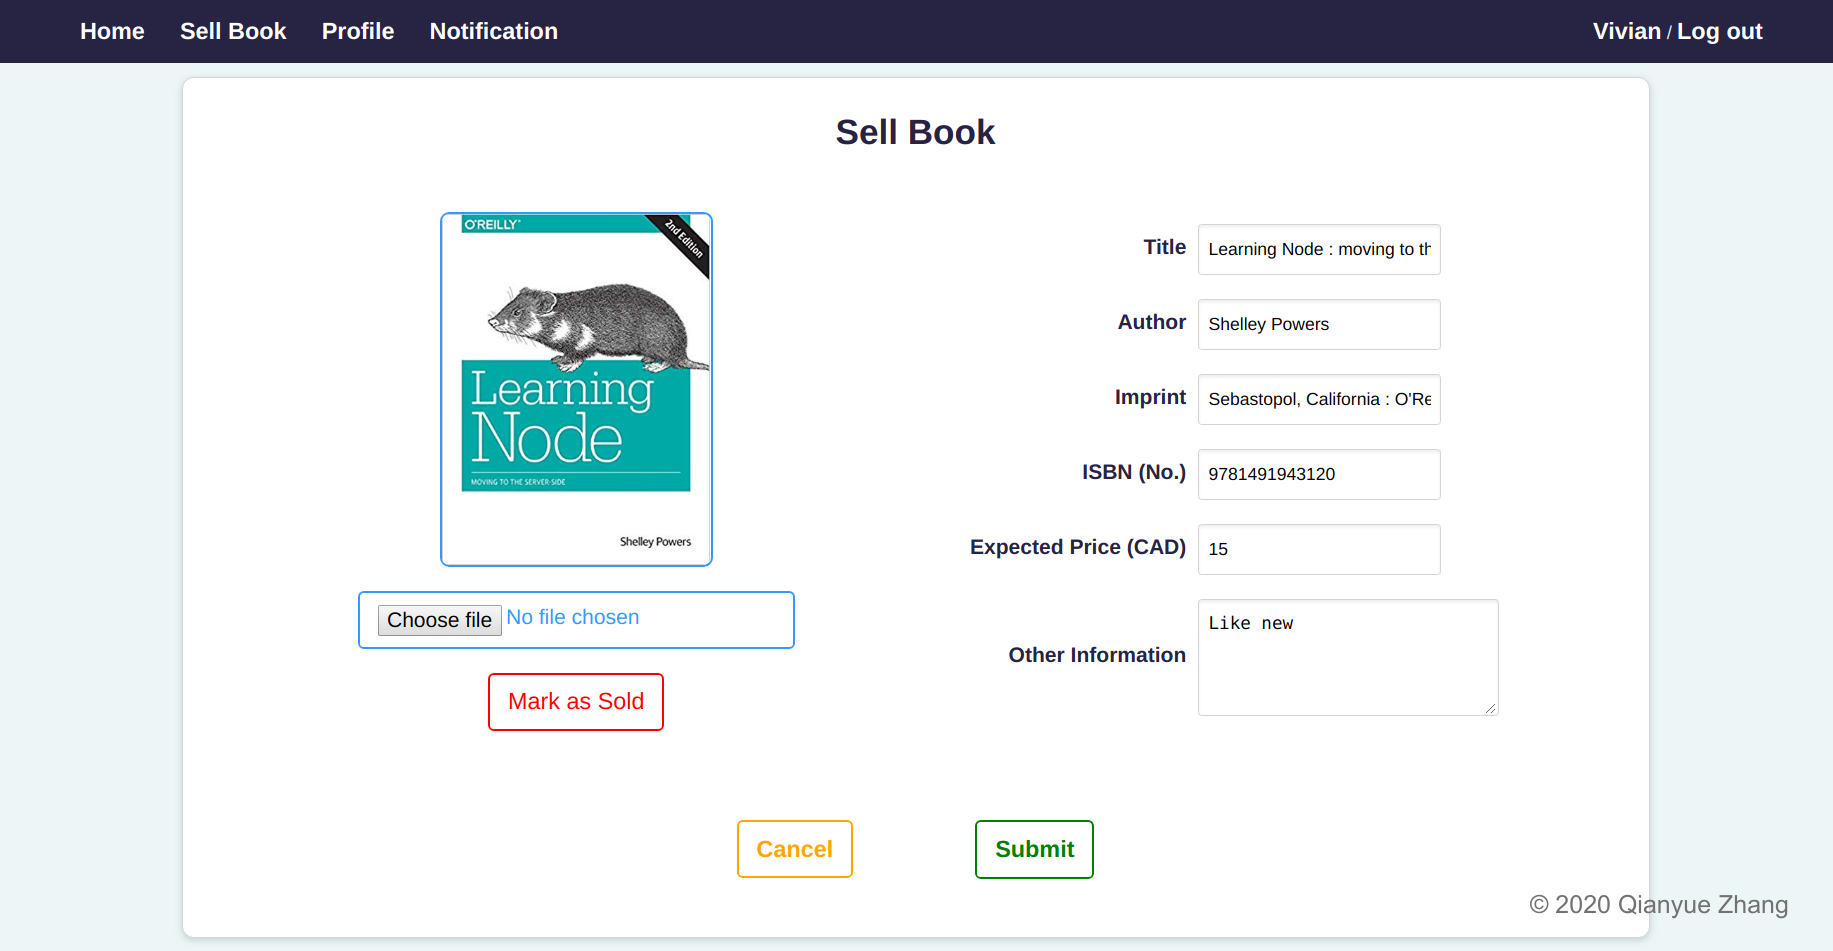 Home Sell Book Profile Notification Vivian / Log out
Sell Book
O'REILLY®
2nd Edition
Learning
Node
MOVING TO THE SERVER-SIDE
Shelley Powers
Choose file No file chosen
Mark as Sold
Title Learning Node : moving to th
Author Shelley Powers
Imprint Sebastopol, California : O'Re
ISBN (No.) 9781491943120
Expected Price (CAD) 15
Other Information Like new
Cancel Submit
© 2020 Qianyue Zhang